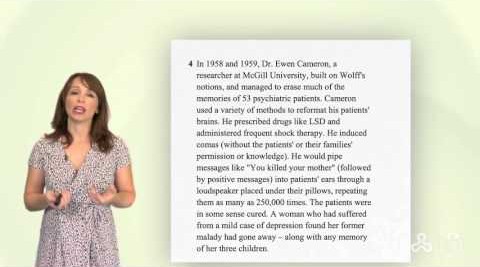 4 In 1958 and 1959, Dr. Ewen Cameron, a
researcher at McGill University, built on Wolff's
notions, and managed to erase much of the
memories of 53 psychiatric patients. Cameron
used a variety of methods to reformat his patients'
brains. He prescribed drugs like LSD and
administered frequent shock therapy. He induced
comas (without the patients' or their families'
permission or knowledge). He would pipe
messages like "You killed your mother" (followed
by positive messages) into patients' ears through a
loudspeaker placed under their pillows, repeating
them as many as 250,000 times. The patients were
in some sense cured. A woman who had suffered
from a mild case of depression found her former
malady had gone away – along with any memory
of her three children.